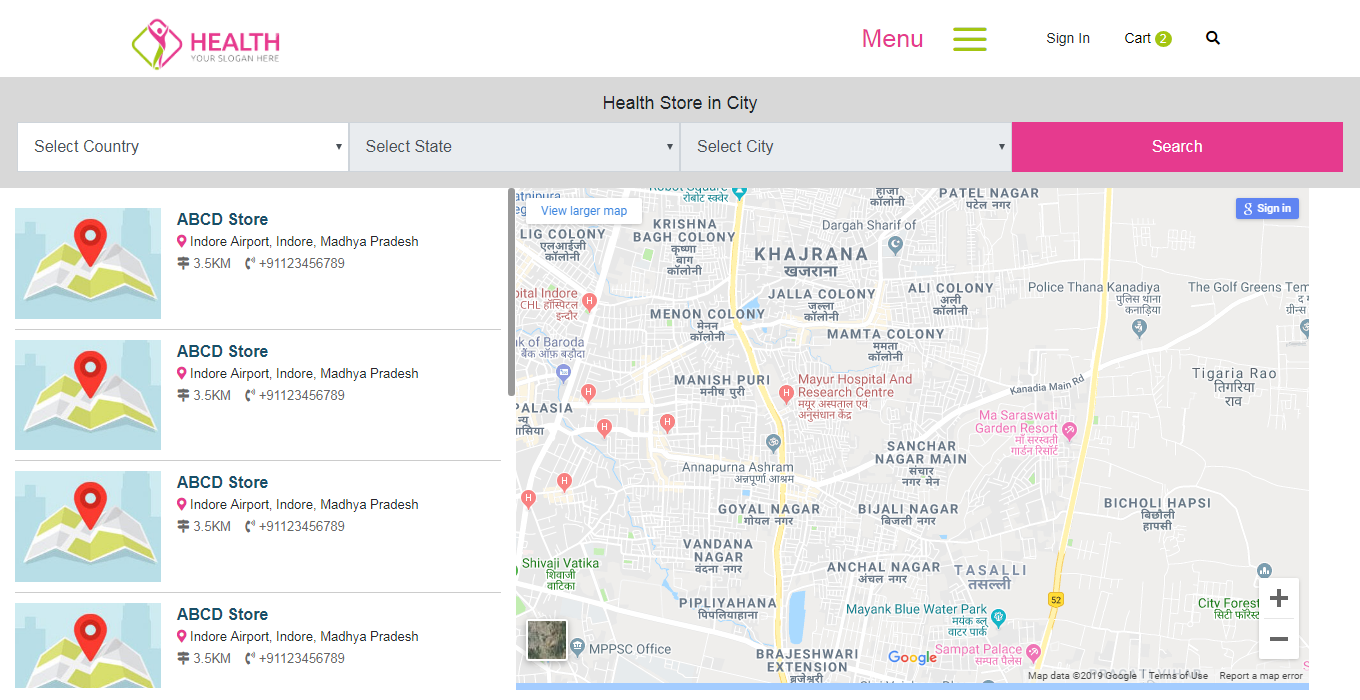 HEALTH
YOUR SLOGAN HERE
Menu
Sign In
Cart 2
Health Store in City
Select Country
Select State
Select City
Search
ABCD Store
Indore Airport, Indore, Madhya Pradesh
3.5KM +91123456789
ABCD Store
Indore Airport, Indore, Madhya Pradesh
3.5KM +91123456789
ABCD Store
Indore Airport, Indore, Madhya Pradesh
3.5KM +91123456789
ABCD Store
Indore Airport, Indore, Madhya Pradesh
3.5KM +91123456789
View larger map
Sign in
Robot Square
रोबोट स्क्वेर
कॉलोनी
PATEL NAGAR
पटेल नगर
LIG COLONY
एलआईजी
कॉलोनी
KRISHNA
BAGH COLONY
कृष्णा
बाग
कॉलोनी
Dargah Sharif of
KHAJRANA
खजराना
pital Indore
CHL हॉस्पिटल
इन्दौर
JALLA COLONY
जल्ला
कॉलोनी
ALI COLONY
अली
कॉलोनी
Police Thana Kanadiya
पुलिस थाना
कनाड़िया
The Golf Greens Tem
ग्रीन्स
MENON COLONY
मेनन
कॉलोनी
MAMTA COLONY
ममता
कॉलोनी
k of Baroda
बैंक ऑफ़ बड़ौदा
MANISH PURI
मनीष पुरी
Mayur Hospital And
Research Centre
मयूर अस्पताल एवं
अनुसंधान केंद्र
Kanadia Main Rd
Tigaria Rao
तिगरिया
राव
PALASIA
न्यू
Ma Saraswati
Garden Resort
माँ सरस्वती
गार्डन रिसॉर्ट
SANCHAR
NAGAR MAIN
संचार
नगर मेन
Annapurna Ashram
अन्नपूर्णा आश्रम
GOYAL NAGAR
गोयल नगर
BIJALI NAGAR
बिजली नगर
BICHOLI HAPSI
बिछौली
हापसी
VANDANA
NAGAR
वंदना नगर
Shivaji Vatika
शिवाजी
वाटिका
ANCHAL NAGAR
अंचल नगर
TASALLI
तसल्ली
52
PIPLIYAHANA
पिपलियाहाना
Mayank Blue Water Park
मयंक ब्लू
वाटर पार्क
City Forest
सिटी फॉरेस्ट
MPPSC Office
BRAJESHWARI
EXTENSION
ब्रजेश्वरी
Google
Sampat Palace
सम्पत पैलेस
Map data ©2019 Google Terms of Use Report a map error